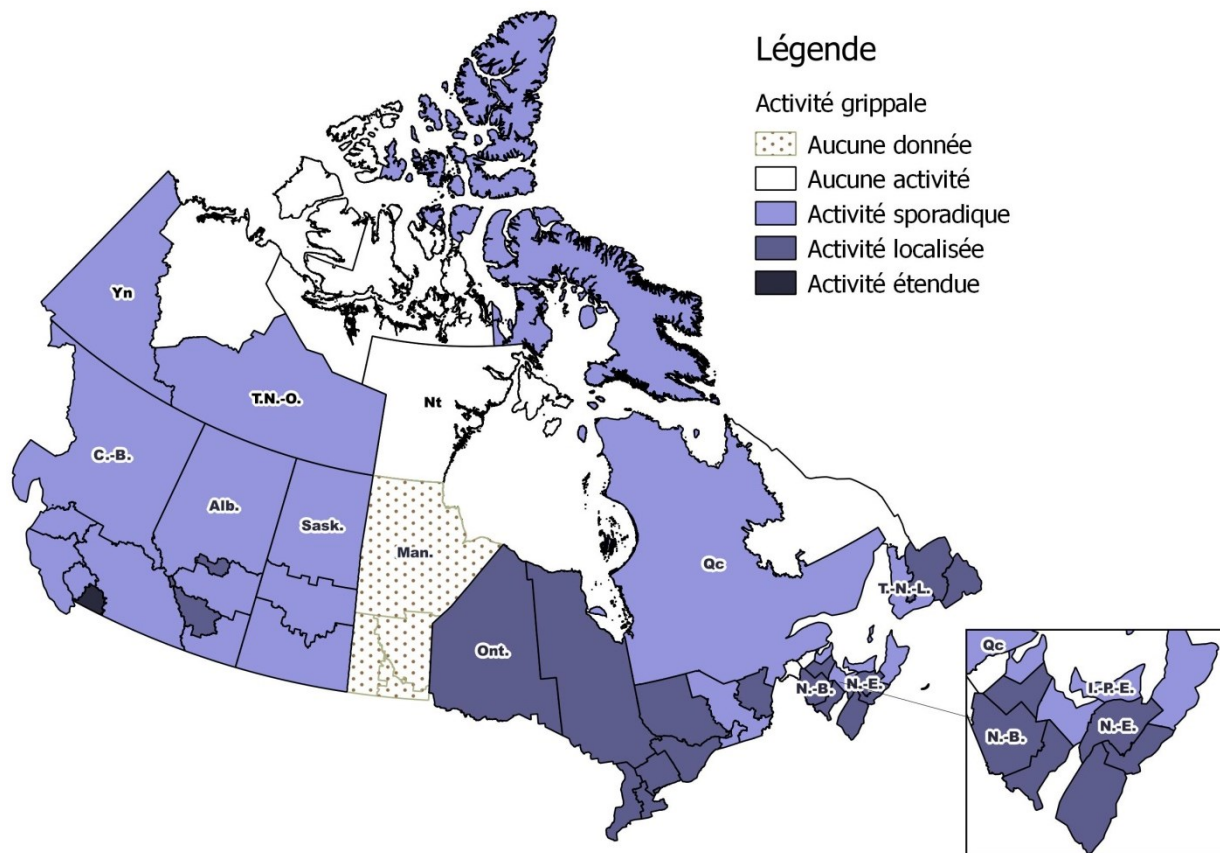 Légende
Activité grippale
Aucune donnée
Aucune activité
Activité sporadique
Activité localisée
Activité étendue
Yn
T.N.-O.
Nt
C.-B.
Alb.
Sask.
Man.
Qc
Ont.
T.-N.-L.
N.-B.
N.-E.
Qc
I.-P.-E.
N.-E.
N.-B.